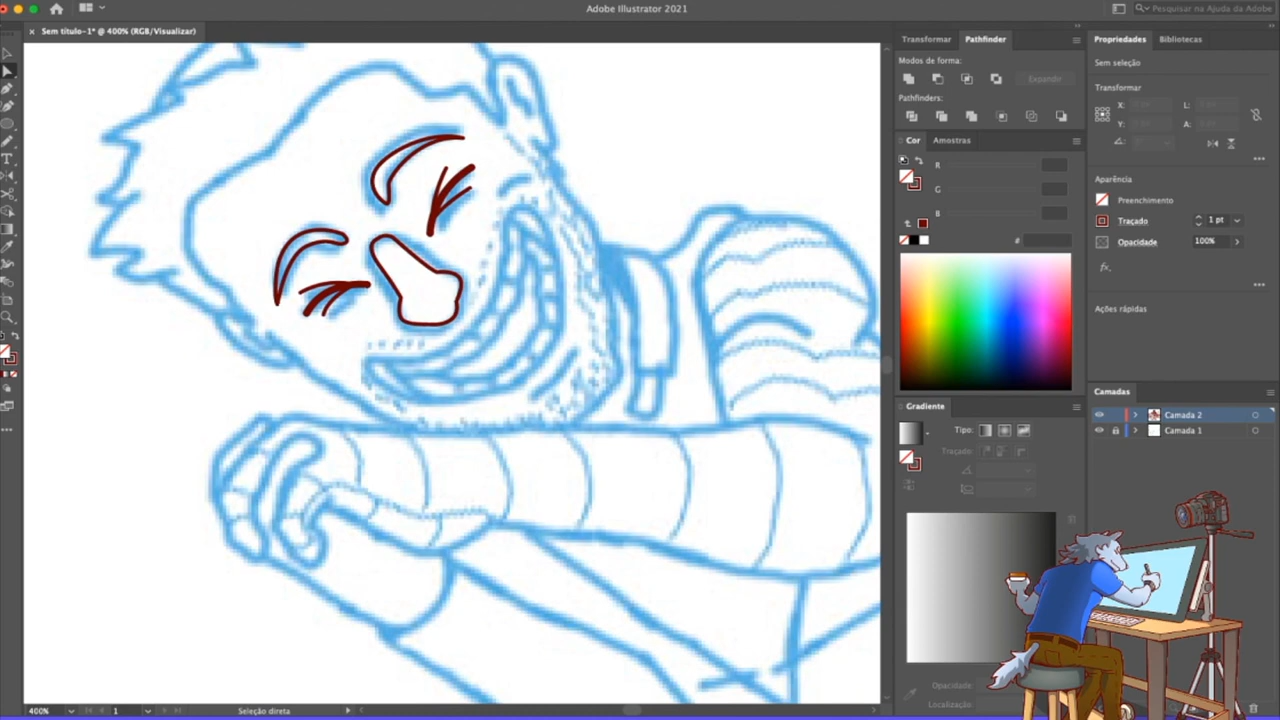 Adobe Illustrator 2021
Pesquisar na Ajuda da Adobe
Sem título-1* @ 400% (RGB/Visualizar)
Transformar
Pathfinder
Modos de forma:
Expandir
Pathfinders:
Cor
Amostras
R
G
B
#
Gradiente
Tipo:
Traçado:
Opacidade:
Localização:
Propriedades
Bibliotecas
Sem seleção
Transformar
X:
L:
Y:
A:
Aparência
Preenchimento
Traçado
1 pt
Opacidade
100%
fx.
Ações rápidas
Camadas
Camada 2
Camada 1
400%
1
Seleção direta